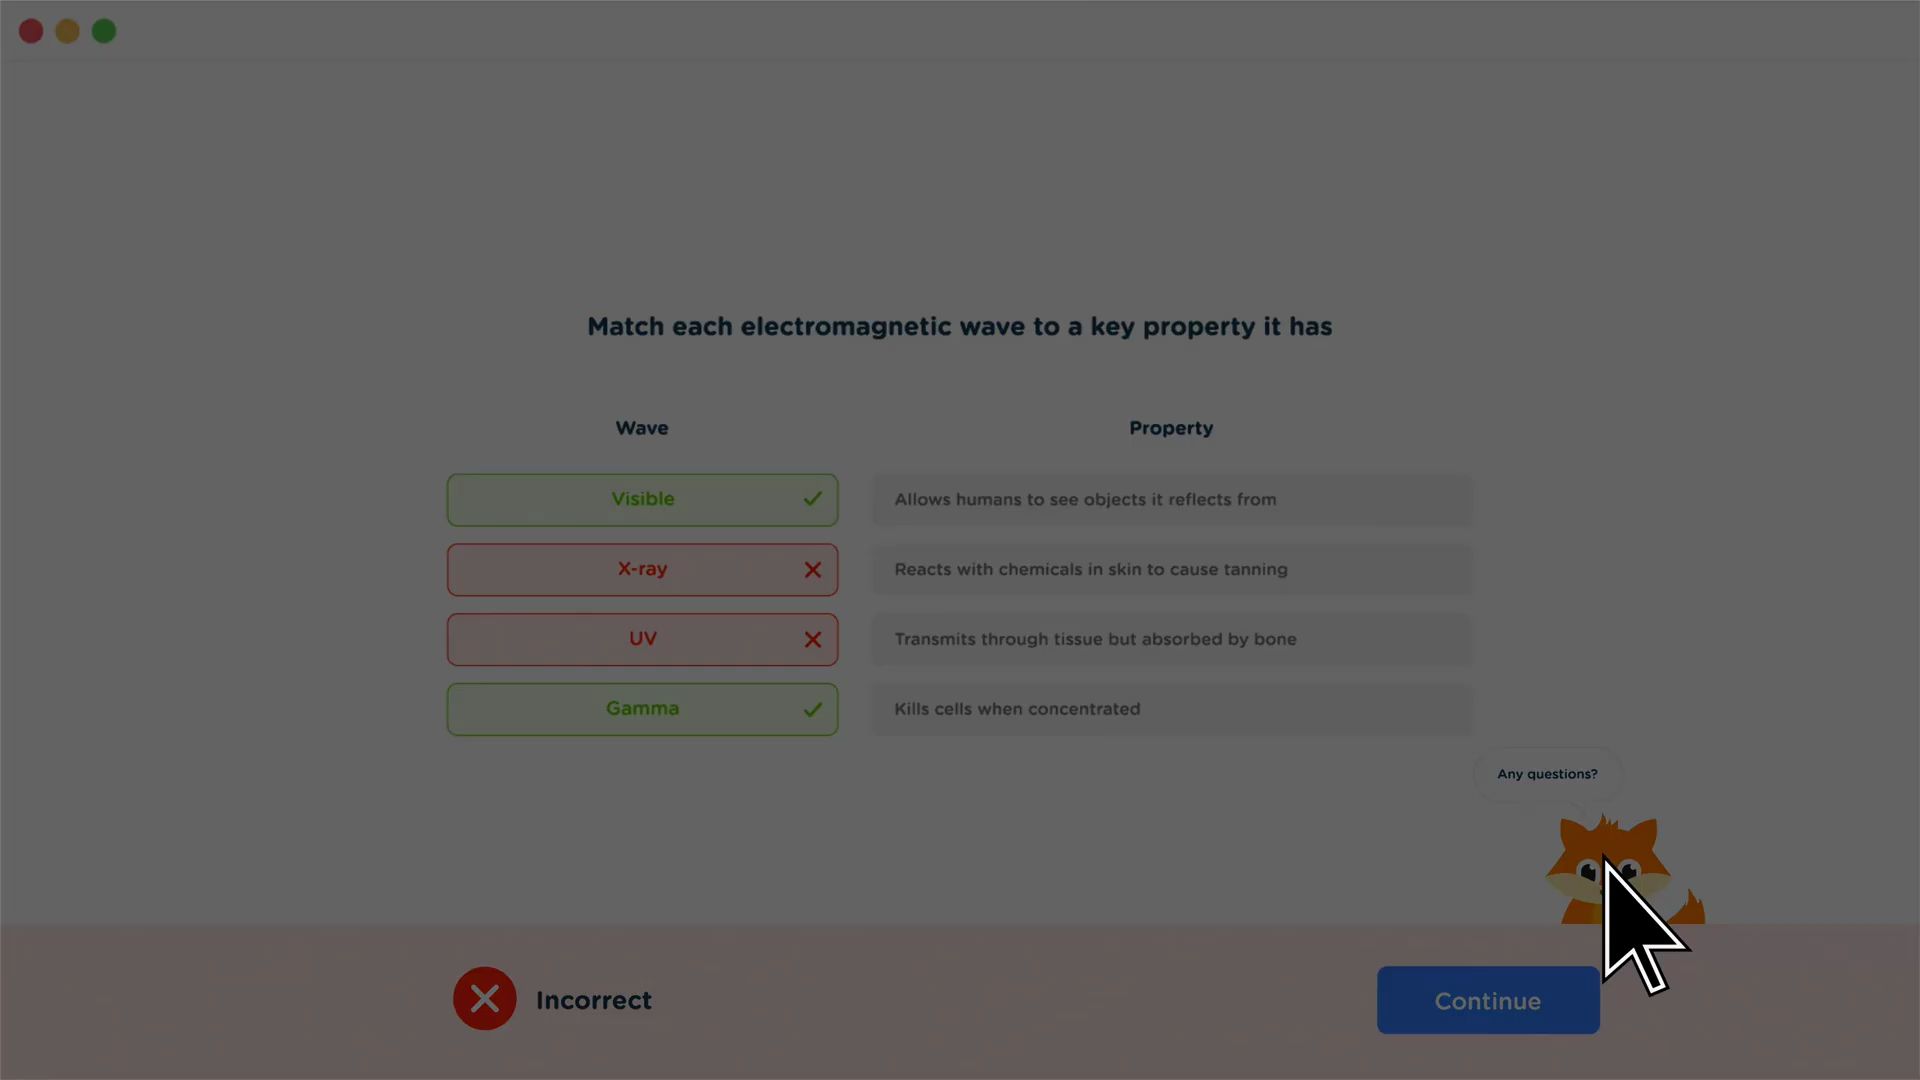 Match each electromagnetic wave to a key property it has
Wave Property
Visible Allows humans to see objects it reflects from
X-ray Reacts with chemicals in skin to cause tanning
UV Transmits through tissue but absorbed by bone
Gamma Kills cells when concentrated
Any questions?
Incorrect Continue